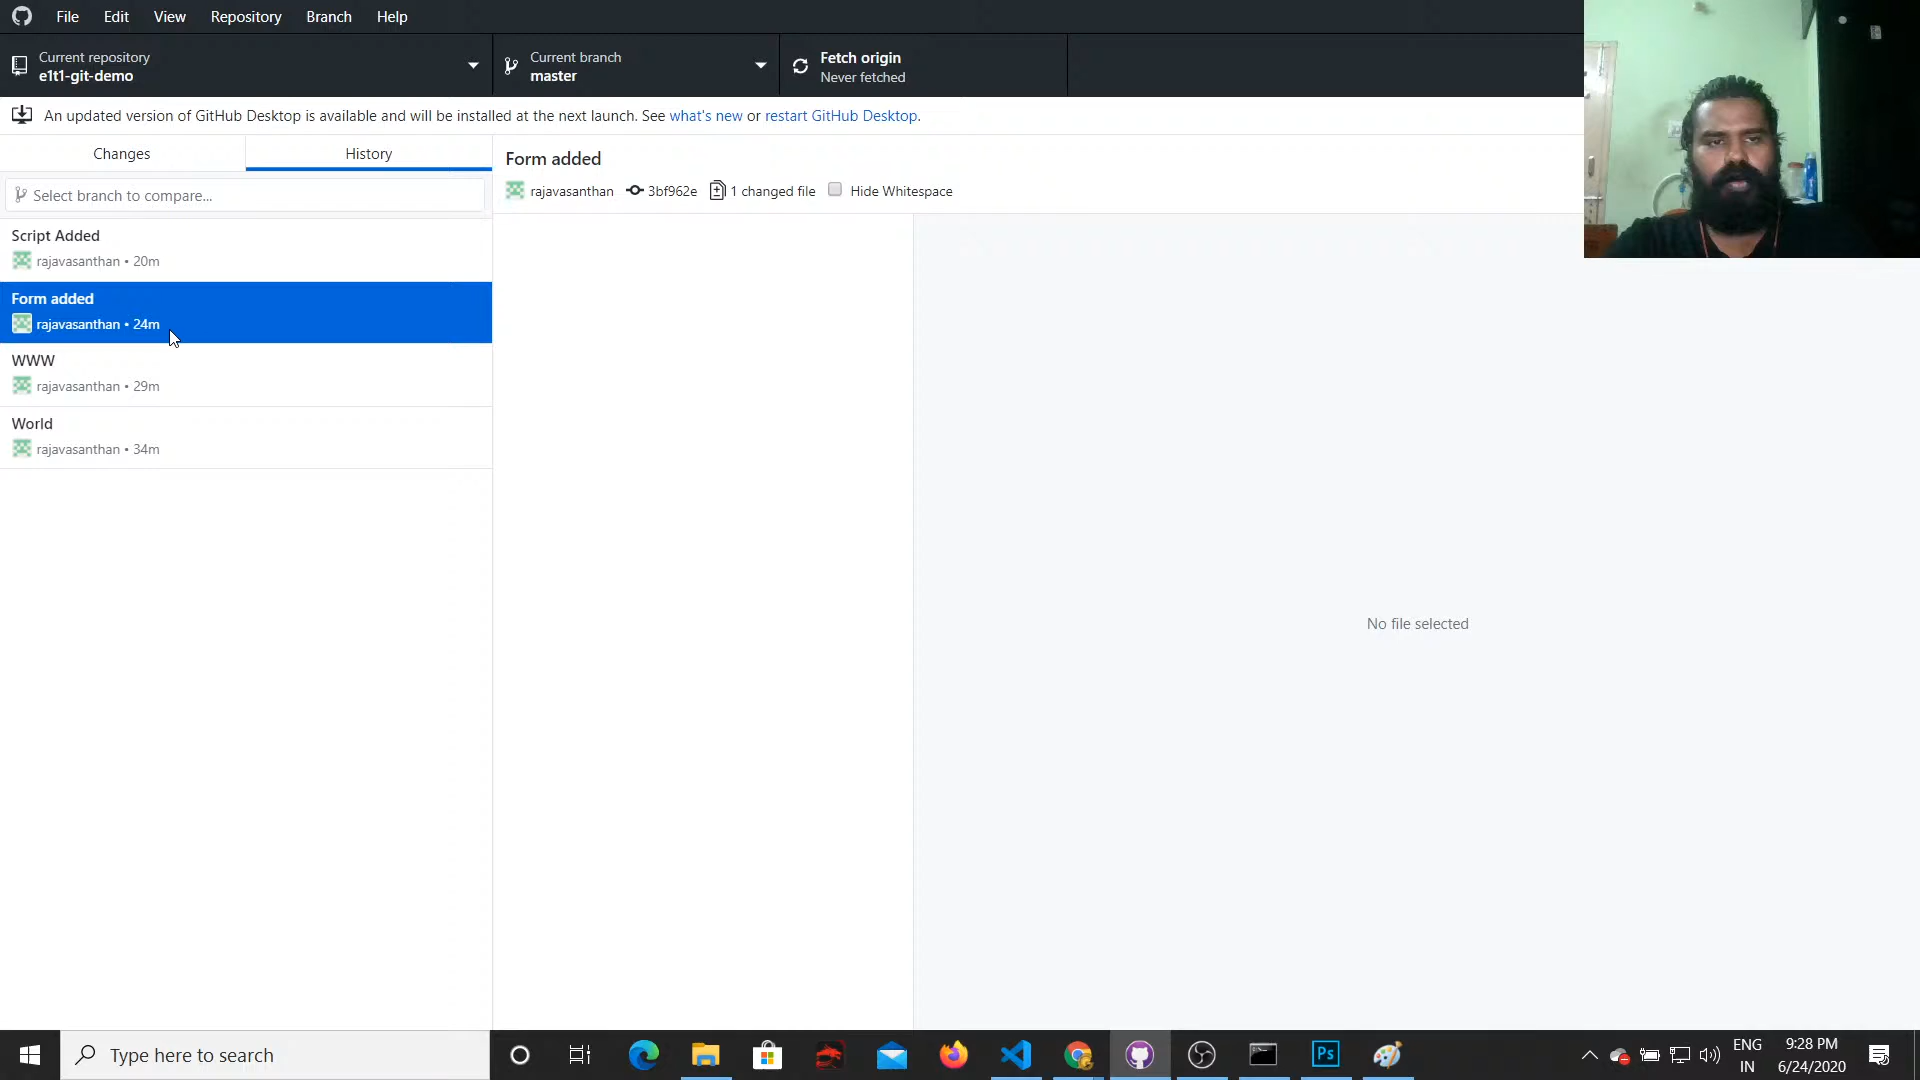 File Edit View Repository Branch Help
Current repository
e1t1-git-demo
Current branch
master
Fetch origin
Never fetched
An updated version of GitHub Desktop is available and will be installed at the next launch. See what's new or restart GitHub Desktop.
Changes
History
Select branch to compare...
Script Added
rajavasanthan • 20m
Form added
rajavasanthan • 24m
WWW
rajavasanthan • 29m
World
rajavasanthan • 34m
Form added
rajavasanthan 3bf962e 1 changed file Hide Whitespace
No file selected
Type here to search
Ps
ENG
IN
9:28 PM
6/24/2020